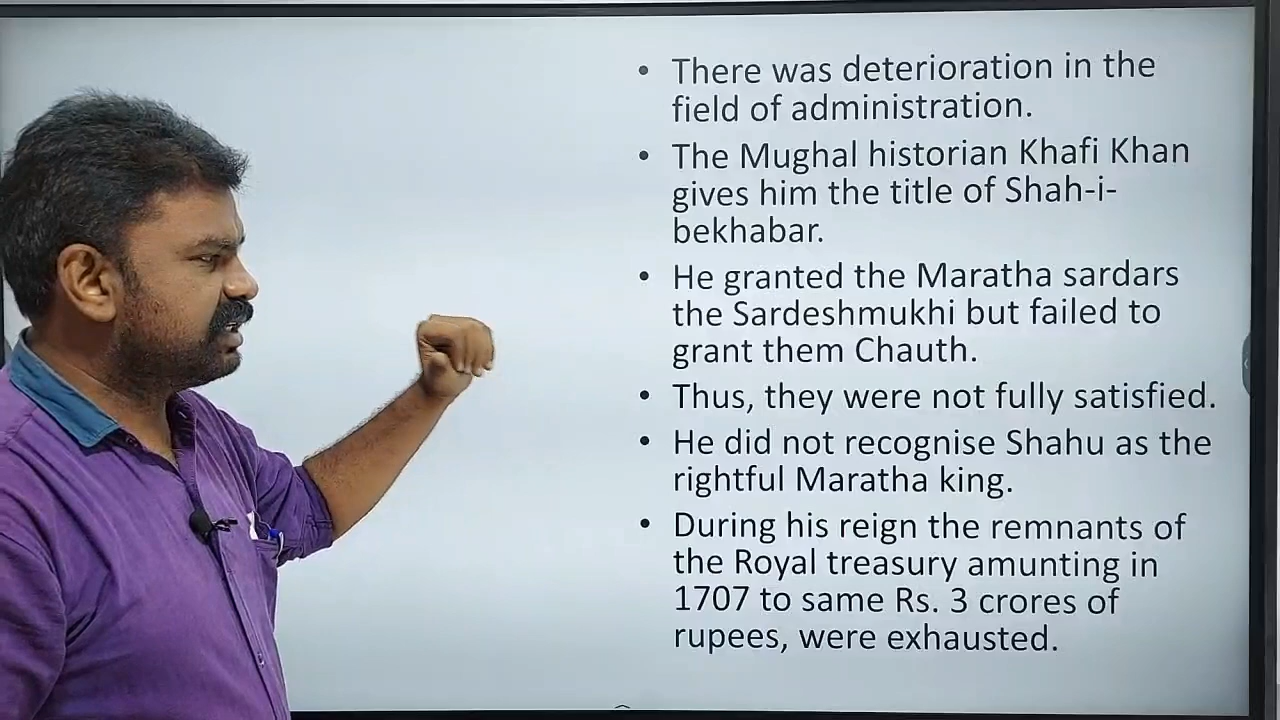 • There was deterioration in the
field of administration.
• The Mughal historian Khafi Khan
gives him the title of Shah-i-
bekhabar.
• He granted the Maratha sardars
the Sardeshmukhi but failed to
grant them Chauth.
• Thus, they were not fully satisfied.
• He did not recognise Shahu as the
rightful Maratha king.
• During his reign the remnants of
the Royal treasury amunting in
1707 to same Rs. 3 crores of
rupees, were exhausted.